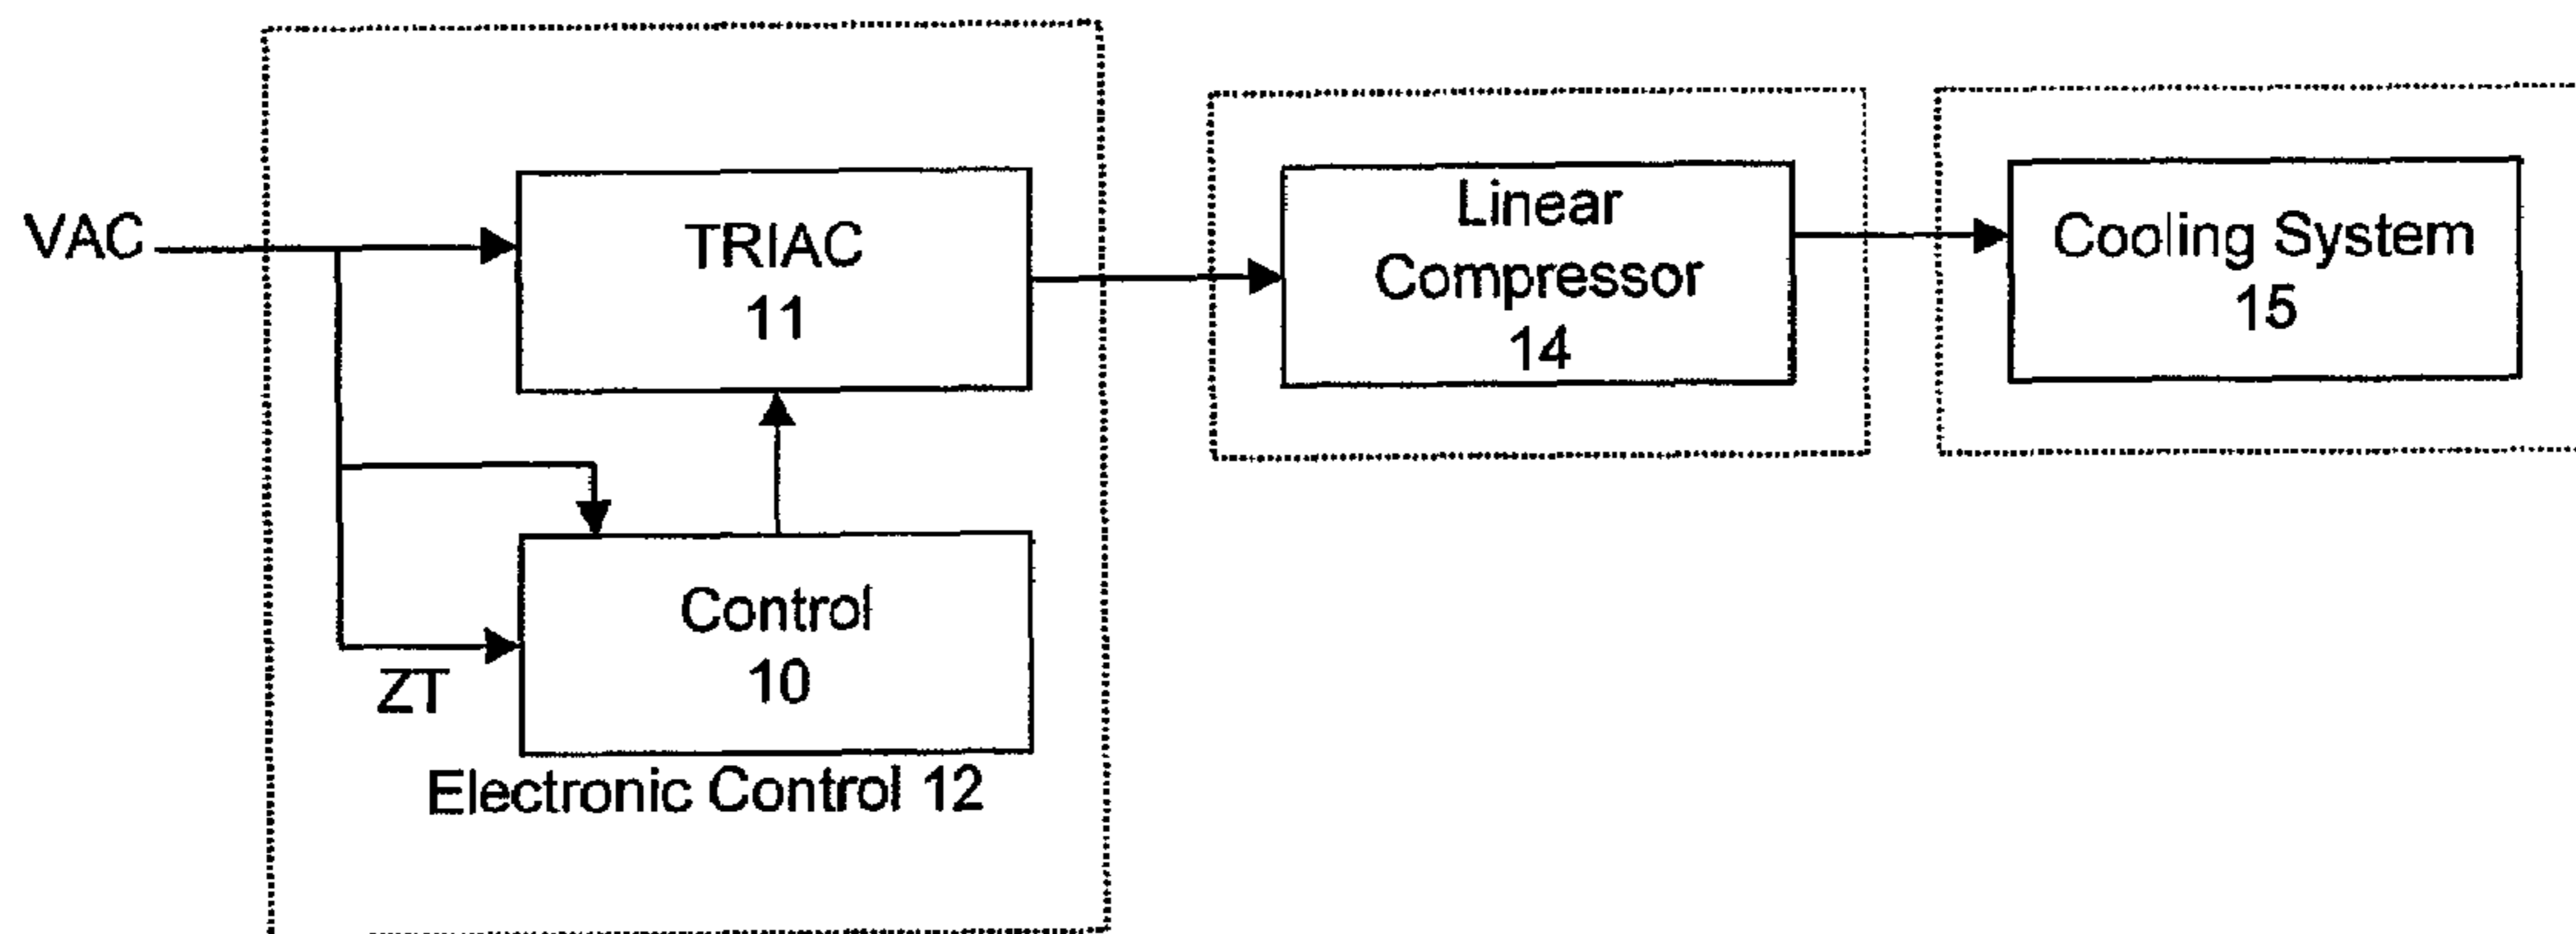 VAC
TRIAC
11
Linear
Compressor
14
Cooling System
15
Control
10
ZT
Electronic Control 12